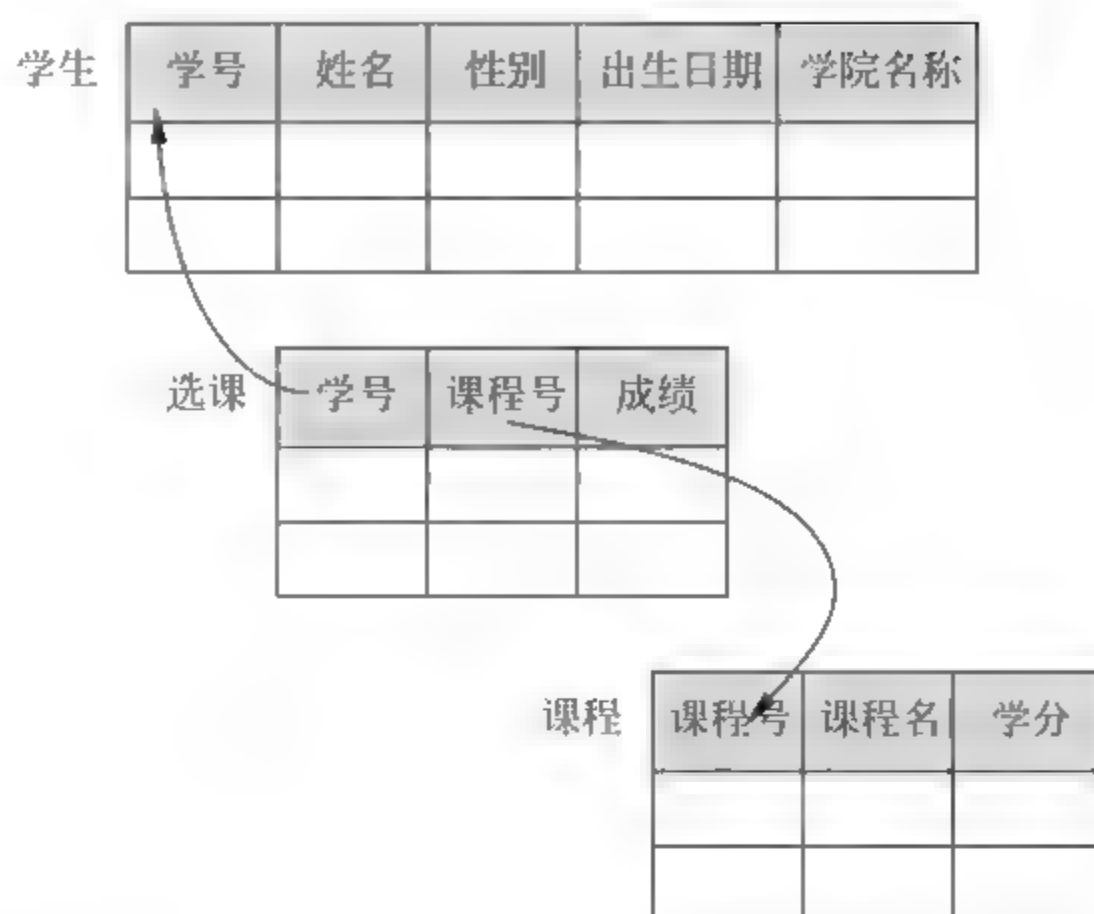 学生 学号 姓名 性别 出生日期 学院名称
选课 学号 课程号 成绩
课程 课程号 课程名 学分